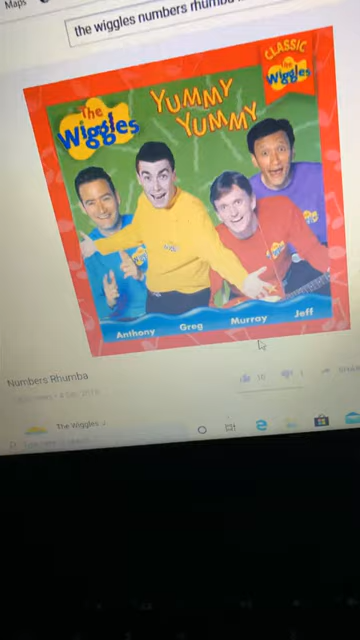 Maps
the wiggles numbers rhumba
CLASSIC
The
Wiggles
The
Wiggles
YUMMY
YUMMY
Anthony
Greg
Murray
Jeff
Numbers Rhumba
The Wiggles